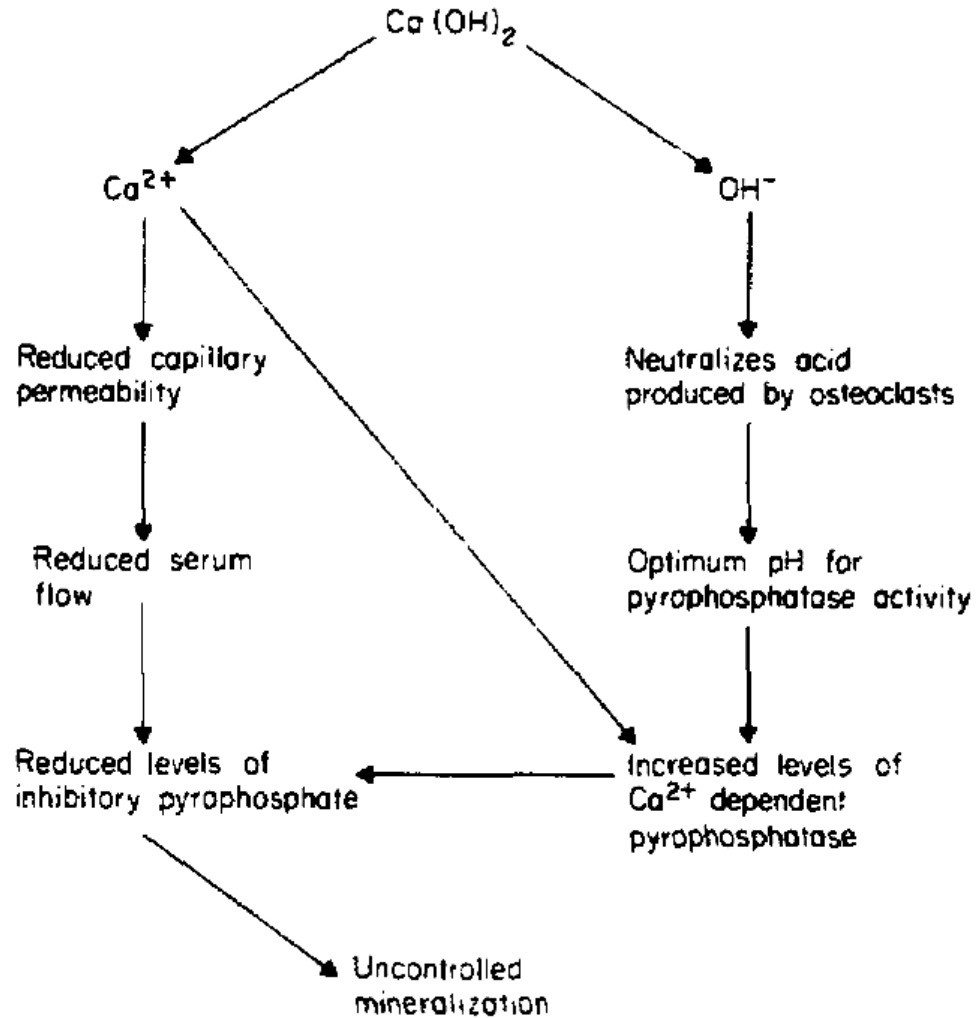 Ca(OH)₂
Ca²⁺
OH⁻
Reduced capillary
permeability
Neutralizes acid
produced by osteoclasts
Reduced serum
flow
Optimum pH for
pyrophosphatase activity
Reduced levels of
inhibitory pyrophosphate
Increased levels of
Ca²⁺ dependent
pyrophosphatase
Uncontrolled
mineralization